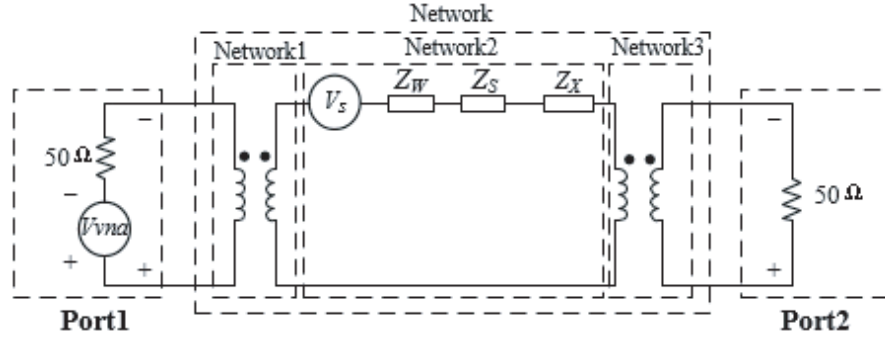 Network
Network1 Network2 Network3
Vs ZW ZS ZX
50 Ω
Vvna
50 Ω
− − + +
− +
Port1 Port2